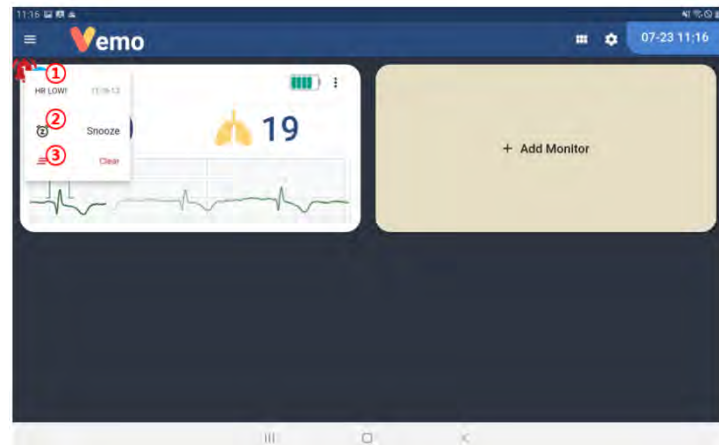 11:16
Vemo
07-23 11:16
①
HR LOW!
②
Snooze
19
+ Add Monitor
③
Clear